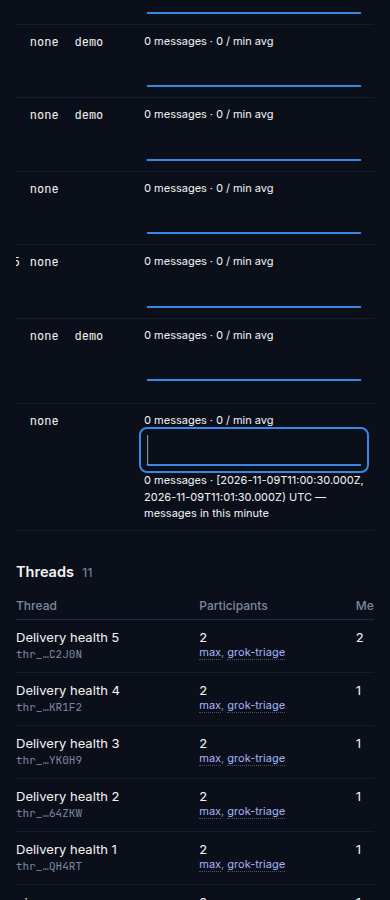 none demo 0 messages · 0 / min avg
none demo 0 messages · 0 / min avg
none 0 messages · 0 / min avg
5 none 0 messages · 0 / min avg
none demo 0 messages · 0 / min avg
none 0 messages · 0 / min avg
0 messages · [2026-11-09T11:00:30.000Z,
2026-11-09T11:01:30.000Z) UTC —
messages in this minute
Threads 11
Thread Participants Me
Delivery health 5 2 2
thr_…C2J0N max, grok-triage
Delivery health 4 2 1
thr_…KR1F2 max, grok-triage
Delivery health 3 2 1
thr_…YK0H9 max, grok-triage
Delivery health 2 2 1
thr_…64ZKW max, grok-triage
Delivery health 1 2 1
thr_…QH4RT max, grok-triage